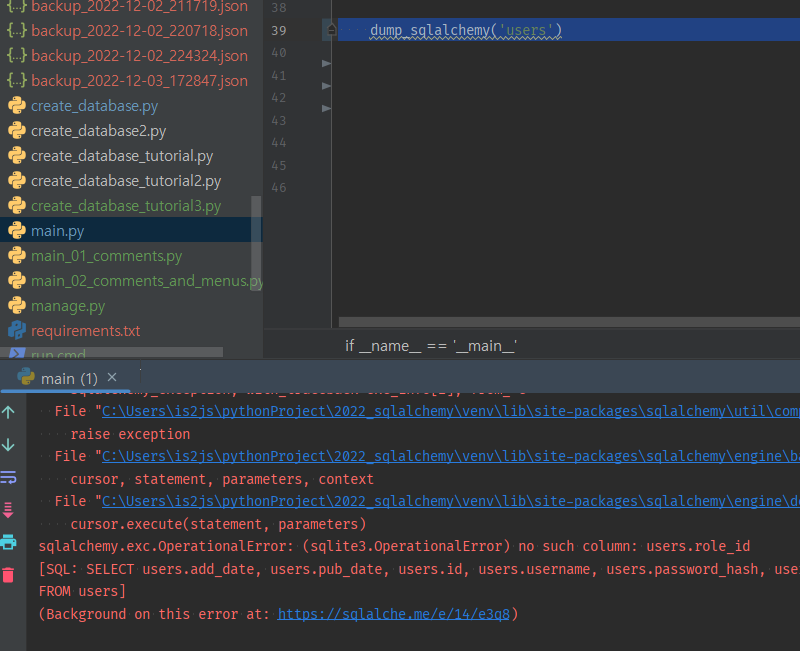 {..} backup_2022-12-02_211719.json
{..} backup_2022-12-02_220718.json
{..} backup_2022-12-02_224324.json
{..} backup_2022-12-03_172847.json
create_database.py
create_database2.py
create_database_tutorial.py
create_database_tutorial2.py
create_database_tutorial3.py
main.py
main_01_comments.py
main_02_comments_and_menus.py
manage.py
requirements.txt
run.cmd
38
39 dump_sqlalchemy('users')
40
41
42
43
44
45
46
if __name__ == '__main__'
main (1) ×
File "C:\Users\is2js\pythonProject\2022_sqlalchemy\venv\lib\site-packages\sqlalchemy\util\com
raise exception
File "C:\Users\is2js\pythonProject\2022_sqlalchemy\venv\lib\site-packages\sqlalchemy\engine\ba
cursor, statement, parameters, context
File "C:\Users\is2js\pythonProject\2022_sqlalchemy\venv\lib\site-packages\sqlalchemy\engine\de
cursor.execute(statement, parameters)
sqlalchemy.exc.OperationalError: (sqlite3.OperationalError) no such column: users.role_id
[SQL: SELECT users.add_date, users.pub_date, users.id, users.username, users.password_hash, use
FROM users]
(Background on this error at: https://sqlalche.me/e/14/e3q8)